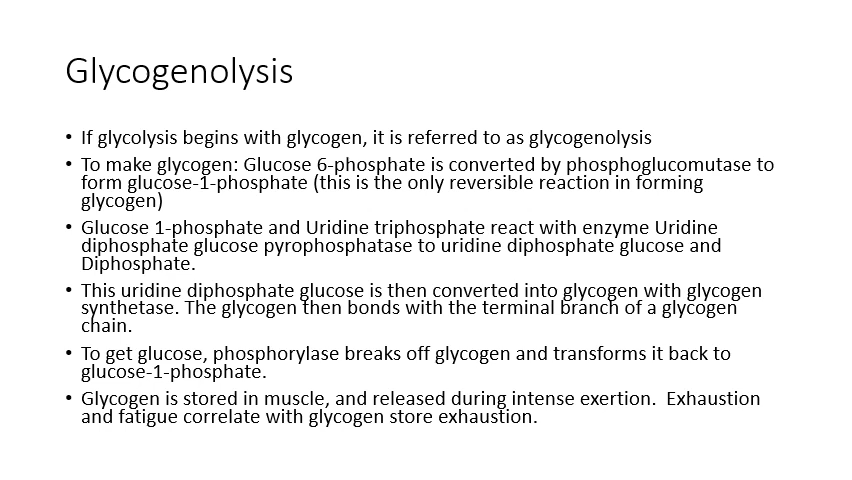 Glycogenolysis
• If glycolysis begins with glycogen, it is referred to as glycogenolysis
• To make glycogen: Glucose 6-phosphate is converted by phosphoglucomutase to
form glucose-1-phosphate (this is the only reversible reaction in forming
glycogen)
• Glucose 1-phosphate and Uridine triphosphate react with enzyme Uridine
diphosphate glucose pyrophosphatase to uridine diphosphate glucose and
Diphosphate.
• This uridine diphosphate glucose is then converted into glycogen with glycogen
synthetase. The glycogen then bonds with the terminal branch of a glycogen
chain.
• To get glucose, phosphorylase breaks off glycogen and transforms it back to
glucose-1-phosphate.
• Glycogen is stored in muscle, and released during intense exertion.  Exhaustion
and fatigue correlate with glycogen store exhaustion.